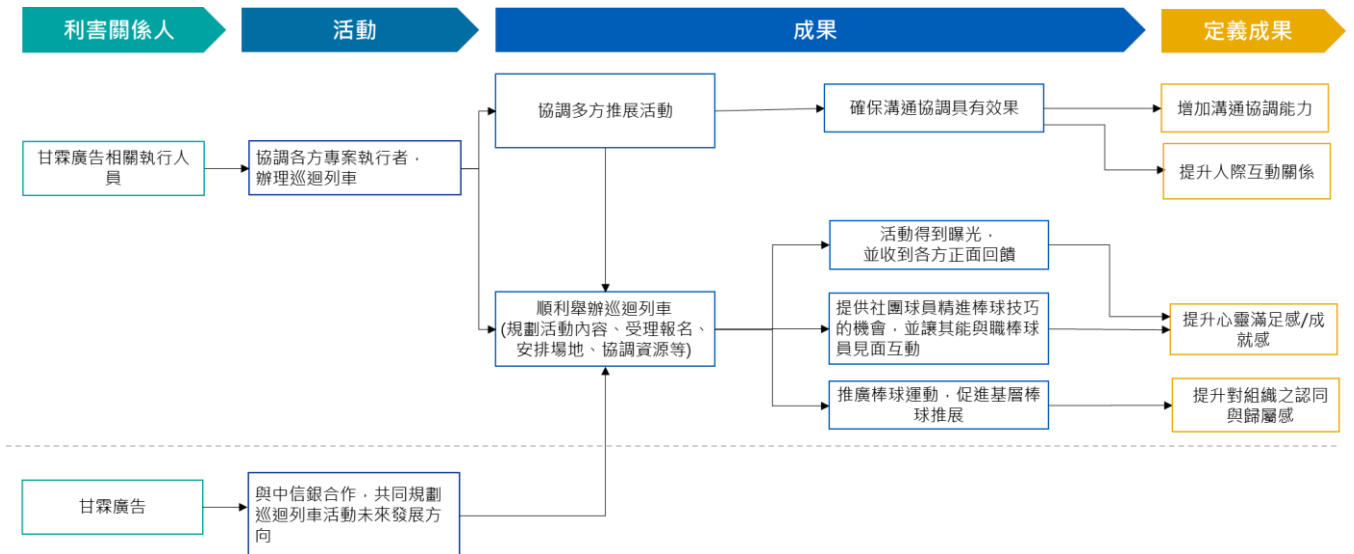 利害關係人
活動
成果
定義成果
甘霖廣告相關執行人
員
協調各方專案執行者，
辦理巡迴列車
協調多方推展活動
確保溝通協調具有效果
增加溝通協調能力
提升人際互動關係
順利舉辦巡迴列車
(規劃活動內容、受理報名、
安排場地、協調資源等)
活動得到曝光，
並收到各方正面回饋
提供社團球員精進棒球技巧
的機會，並讓其能與職棒球
員見面互動
推廣棒球運動，促進基層棒
球推展
提升心靈滿足感/成
就感
提升對組織之認同
與歸屬感
甘霖廣告
與中信銀合作，共同規劃
巡迴列車活動未來發展方
向